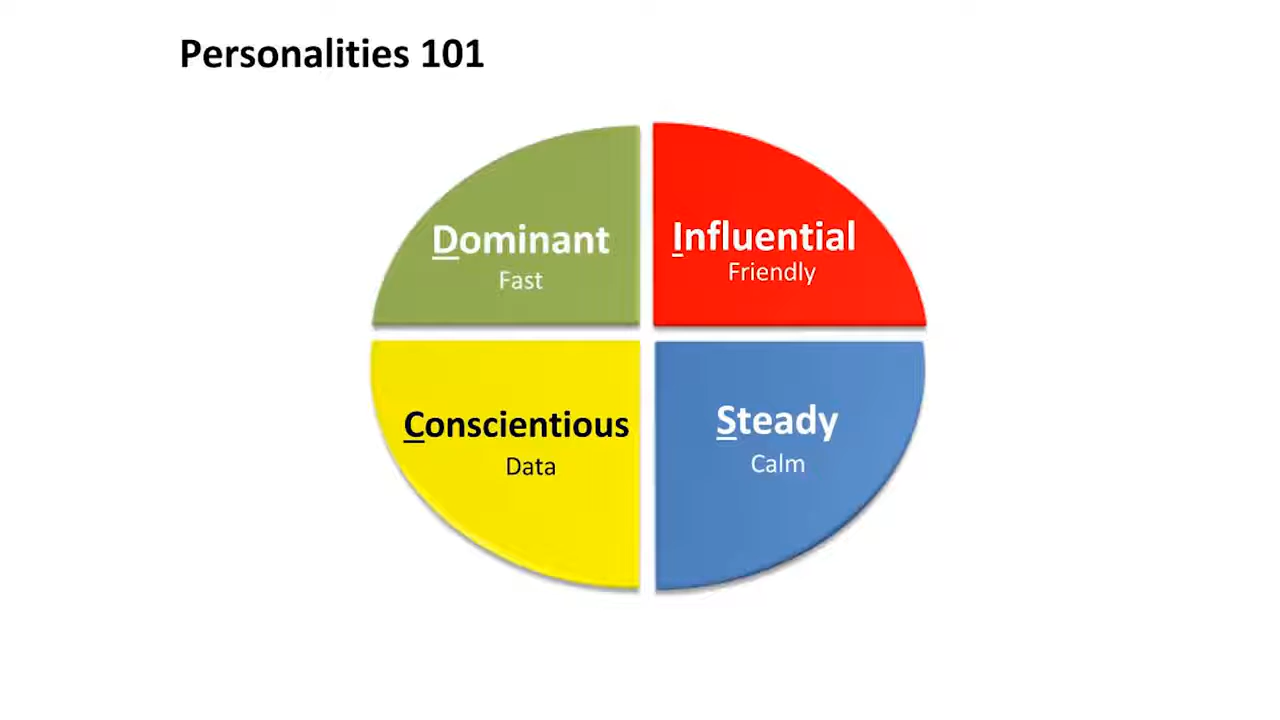 Personalities 101
Dominant
Fast
Influential
Friendly
Conscientious
Data
Steady
Calm